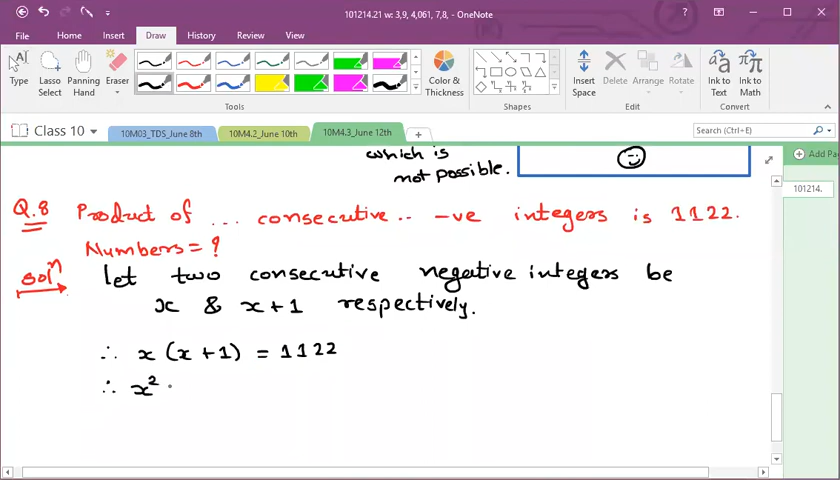 101214.21 w: 3,9, 4,061, 7,8, - OneNote
File Home Insert Draw History Review View
Type Lasso Select Panning Hand Eraser Color & Thickness Insert Space Delete Arrange Rotate Ink to Text Ink to Math
Tools Shapes Edit Convert
Class 10 10M03_TDS_June 8th 10M4.2_June 10th 10M4.3_June 12th Search (Ctrl+E)
Add Pa
101214.
which is
not possible.
Q.8 Product of ... consecutive .. -ve integers is 1122.
Numbers = ?
Solⁿ Let two consecutive negative integers be
x & x+1 respectively.
∴ x (x+1) = 1122
∴ x²